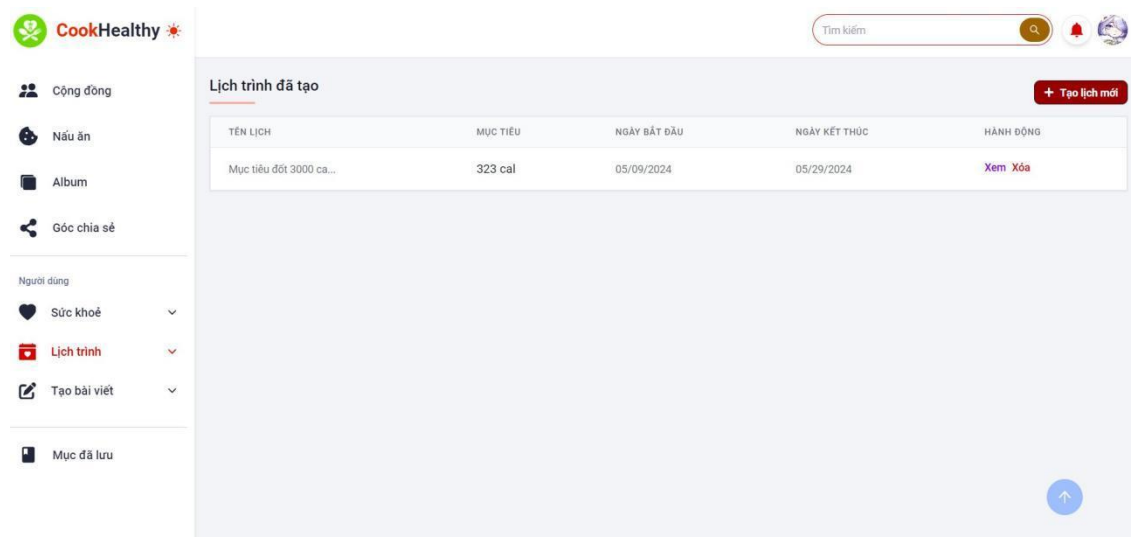 CookHealthy
Tìm kiếm
Cộng đồng
Nấu ăn
Album
Góc chia sẻ
Người dùng
Sức khoẻ
Lịch trình
Tạo bài viết
Mục đã lưu
Lịch trình đã tạo
+ Tạo lịch mới
TÊN LỊCH MỤC TIÊU NGÀY BẮT ĐẦU NGÀY KẾT THÚC HÀNH ĐỘNG
Mục tiêu đốt 3000 ca... 323 cal 05/09/2024 05/29/2024 Xem Xóa